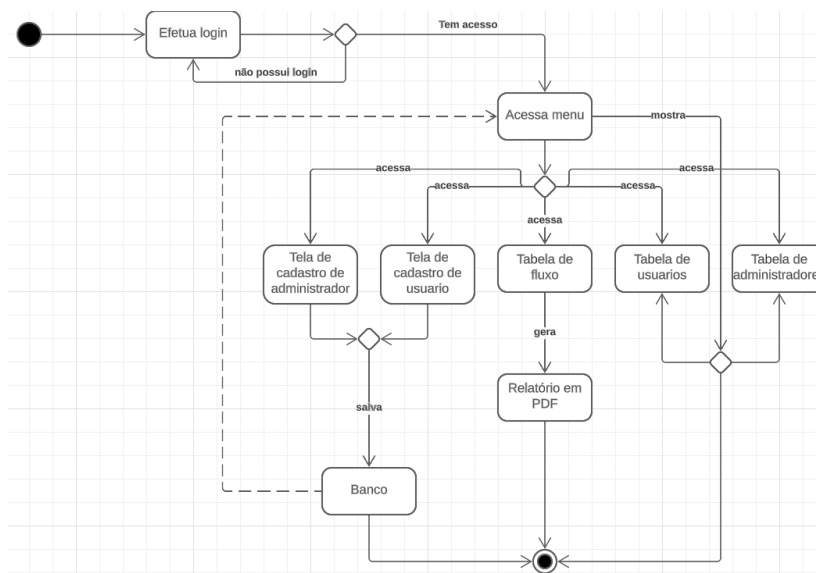 Efetua login
Tem acesso
não possui login
Acessa menu
mostra
acessa
acessa
acessa
acessa
acessa
Tela de
cadastro de
administrador
Tela de
cadastro de
usuario
Tabela de
fluxo
Tabela de
usuarios
Tabela de
administradores
gera
Relatório em
PDF
salva
Banco